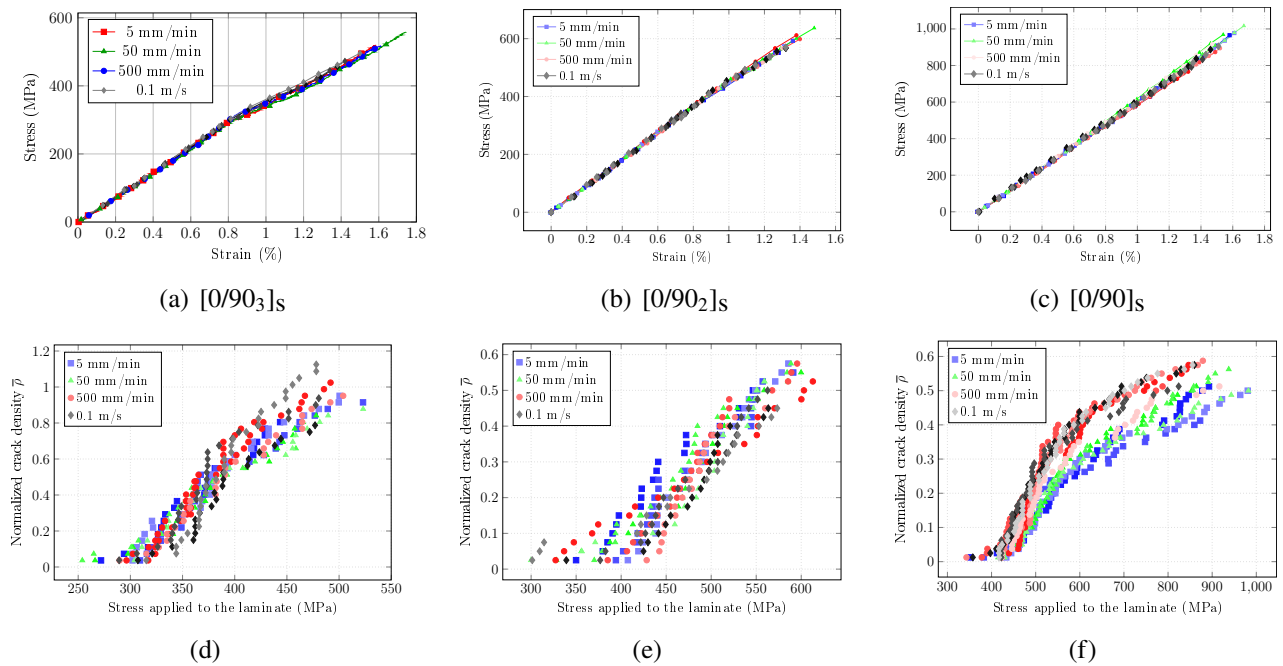 600
400
200
0
Stress (MPa)
5 mm/min
50 mm/min
500 mm/min
0.1 m/s
0 0.2 0.4 0.6 0.8 1 1.2 1.4 1.6 1.8
Strain (%)
(a) [0/90₃]s
600
400
200
0
Stress (MPa)
5 mm/min
50 mm/min
500 mm/min
0.1 m/s
0 0.2 0.4 0.6 0.8 1 1.2 1.4 1.6
Strain (%)
(b) [0/90₂]s
1,000
800
600
400
200
0
Stress (MPa)
5 mm/min
50 mm/min
500 mm/min
0.1 m/s
0 0.2 0.4 0.6 0.8 1 1.2 1.4 1.6 1.8
Strain (%)
(c) [0/90]s
1.2
1
0.8
0.6
0.4
0.2
0
Normalized crack density ρ̅
5 mm/min
50 mm/min
500 mm/min
0.1 m/s
250 300 350 400 450 500 550
Stress applied to the laminate (MPa)
(d)
0.6
0.5
0.4
0.3
0.2
0.1
0
Normalized crack density ρ̅
5 mm/min
50 mm/min
500 mm/min
0.1 m/s
300 350 400 450 500 550 600
Stress applied to the laminate (MPa)
(e)
0.6
0.5
0.4
0.3
0.2
0.1
0
Normalized crack density ρ̅
5 mm/min
50 mm/min
500 mm/min
0.1 m/s
400 500 600 700 800 900 1,000
Stress applied to the laminate (MPa)
(f)